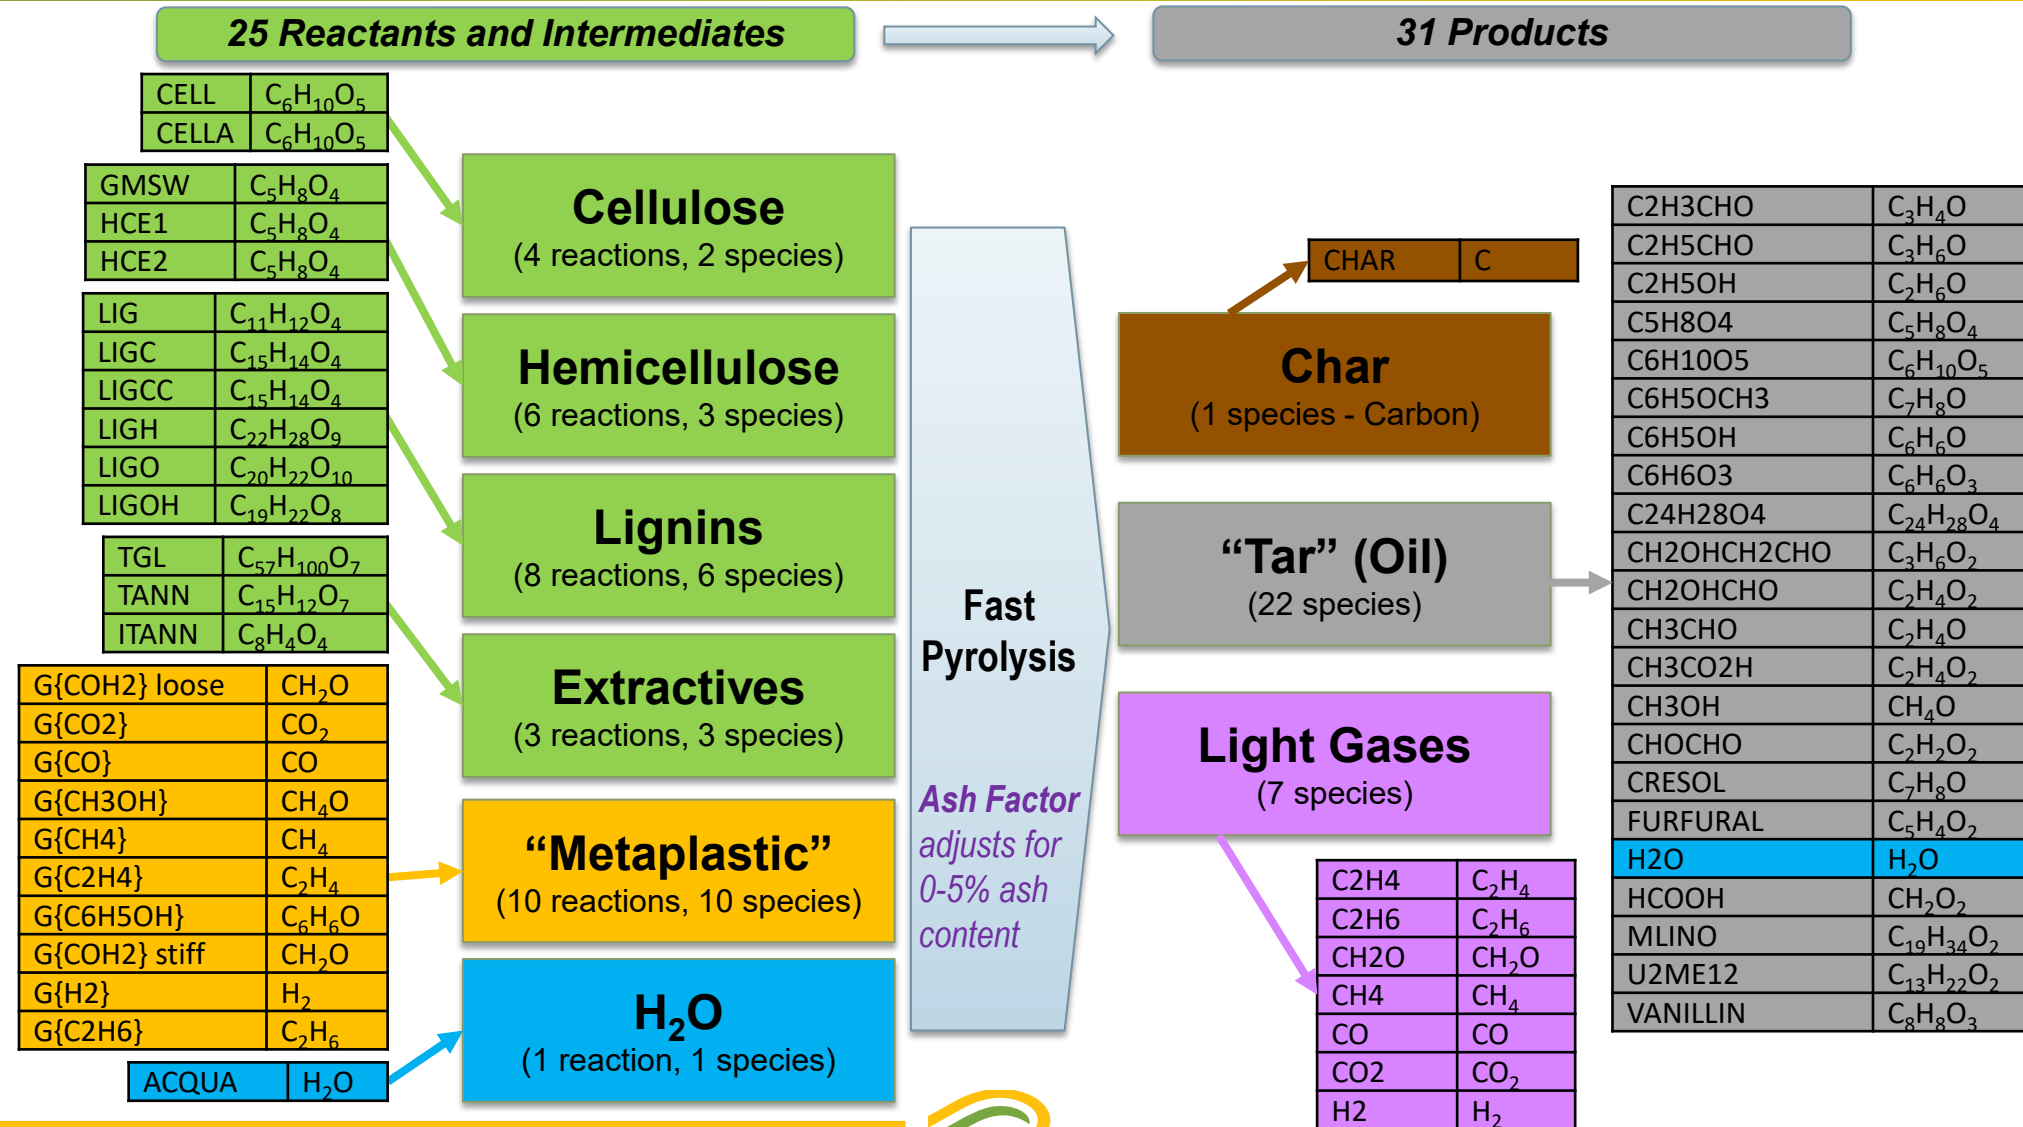 25 Reactants and Intermediates
31 Products
CELL C₆H₁₀O₅
CELLA C₆H₁₀O₅
GMSW C₅H₈O₄
HCE1 C₅H₈O₄
HCE2 C₅H₈O₄
LIG C₁₁H₁₂O₄
LIGC C₁₅H₁₄O₄
LIGCC C₁₅H₁₄O₄
LIGH C₂₂H₂₈O₉
LIGO C₂₀H₂₂O₁₀
LIGOH C₁₉H₂₂O₈
TGL C₅₇H₁₀₀O₇
TANN C₁₅H₁₂O₇
ITANN C₈H₄O₄
G{COH2} loose CH₂O
G{CO2} CO₂
G{CO} CO
G{CH3OH} CH₄O
G{CH4} CH₄
G{C2H4} C₂H₄
G{C6H5OH} C₆H₆O
G{COH2} stiff CH₂O
G{H2} H₂
G{C2H6} C₂H₆
ACQUA H₂O
Cellulose
(4 reactions, 2 species)
Hemicellulose
(6 reactions, 3 species)
Lignins
(8 reactions, 6 species)
Extractives
(3 reactions, 3 species)
“Metaplastic”
(10 reactions, 10 species)
H₂O
(1 reaction, 1 species)
Fast
Pyrolysis
Ash Factor
adjusts for
0-5% ash
content
CHAR C
Char
(1 species - Carbon)
“Tar” (Oil)
(22 species)
Light Gases
(7 species)
C2H4 C₂H₄
C2H6 C₂H₆
CH2O CH₂O
CH4 CH₄
CO CO
CO2 CO₂
H2 H₂
C2H3CHO C₃H₄O
C2H5CHO C₃H₆O
C2H5OH C₂H₆O
C5H8O4 C₅H₈O₄
C6H10O5 C₆H₁₀O₅
C6H5OCH3 C₇H₈O
C6H5OH C₆H₆O
C6H6O3 C₆H₆O₃
C24H28O4 C₂₄H₂₈O₄
CH2OHCH2CHO C₃H₆O₂
CH2OHCHO C₂H₄O₂
CH3CHO C₂H₄O
CH3CO2H C₂H₄O₂
CH3OH CH₄O
CHOCHO C₂H₂O₂
CRESOL C₇H₈O
FURFURAL C₅H₄O₂
H2O H₂O
HCOOH CH₂O₂
MLINO C₁₉H₃₄O₂
U2ME12 C₁₃H₂₂O₂
VANILLIN C₈H₈O₃